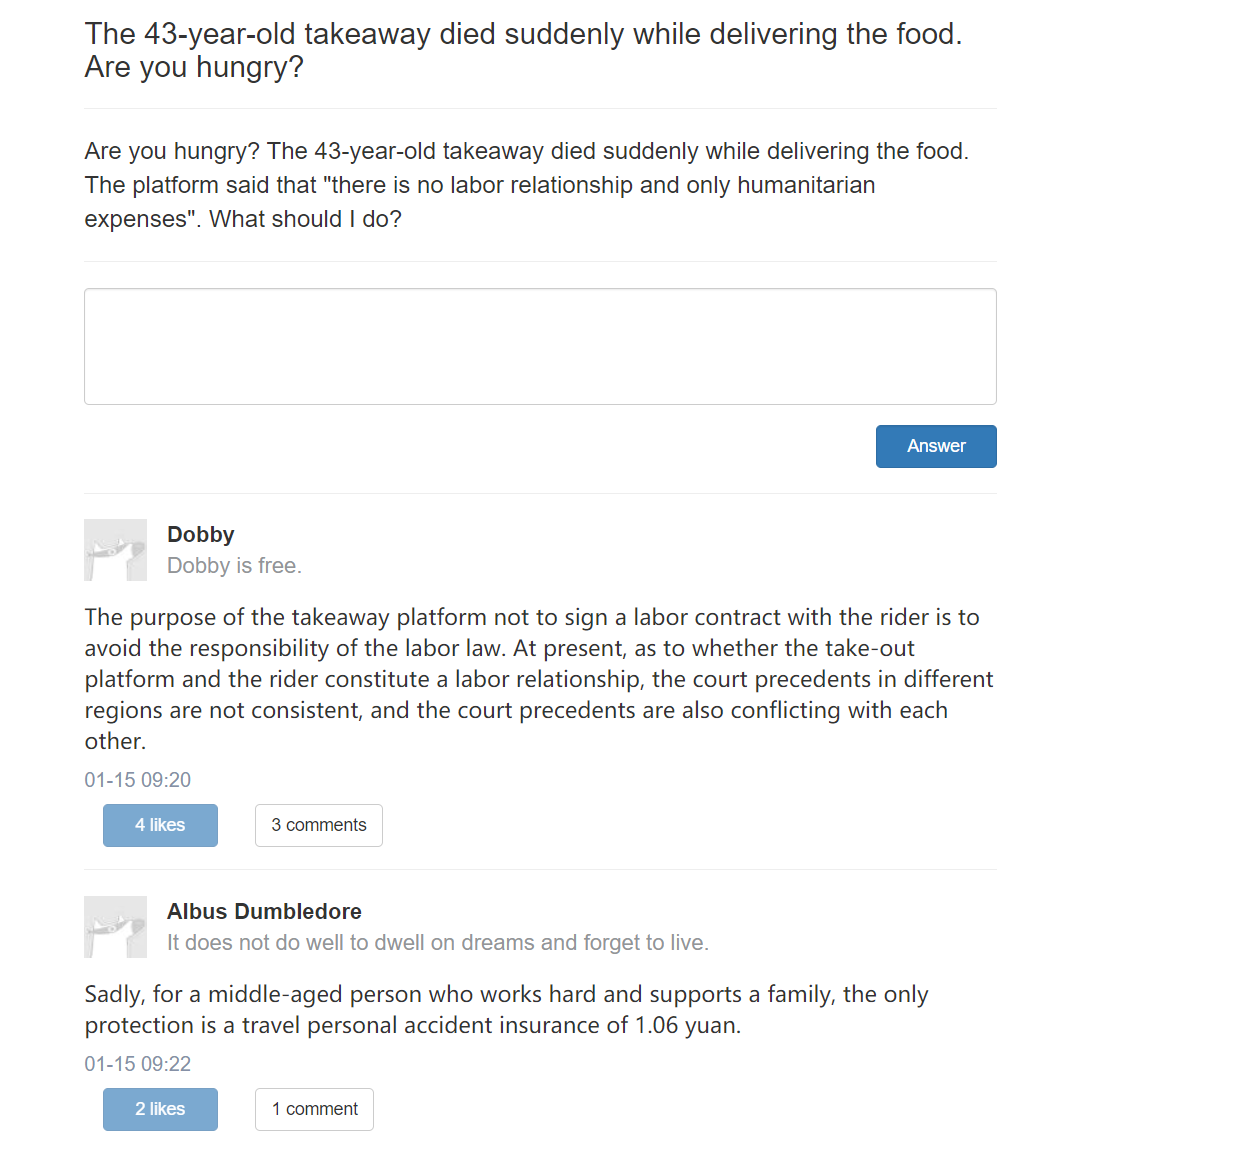 The 43-year-old takeaway died suddenly while delivering the food.
Are you hungry?
Are you hungry? The 43-year-old takeaway died suddenly while delivering the food.
The platform said that "there is no labor relationship and only humanitarian
expenses". What should I do?
Answer
Dobby
Dobby is free.
The purpose of the takeaway platform not to sign a labor contract with the rider is to
avoid the responsibility of the labor law. At present, as to whether the take-out
platform and the rider constitute a labor relationship, the court precedents in different
regions are not consistent, and the court precedents are also conflicting with each
other.
01-15 09:20
4 likes
3 comments
Albus Dumbledore
It does not do well to dwell on dreams and forget to live.
Sadly, for a middle-aged person who works hard and supports a family, the only
protection is a travel personal accident insurance of 1.06 yuan.
01-15 09:22
2 likes
1 comment